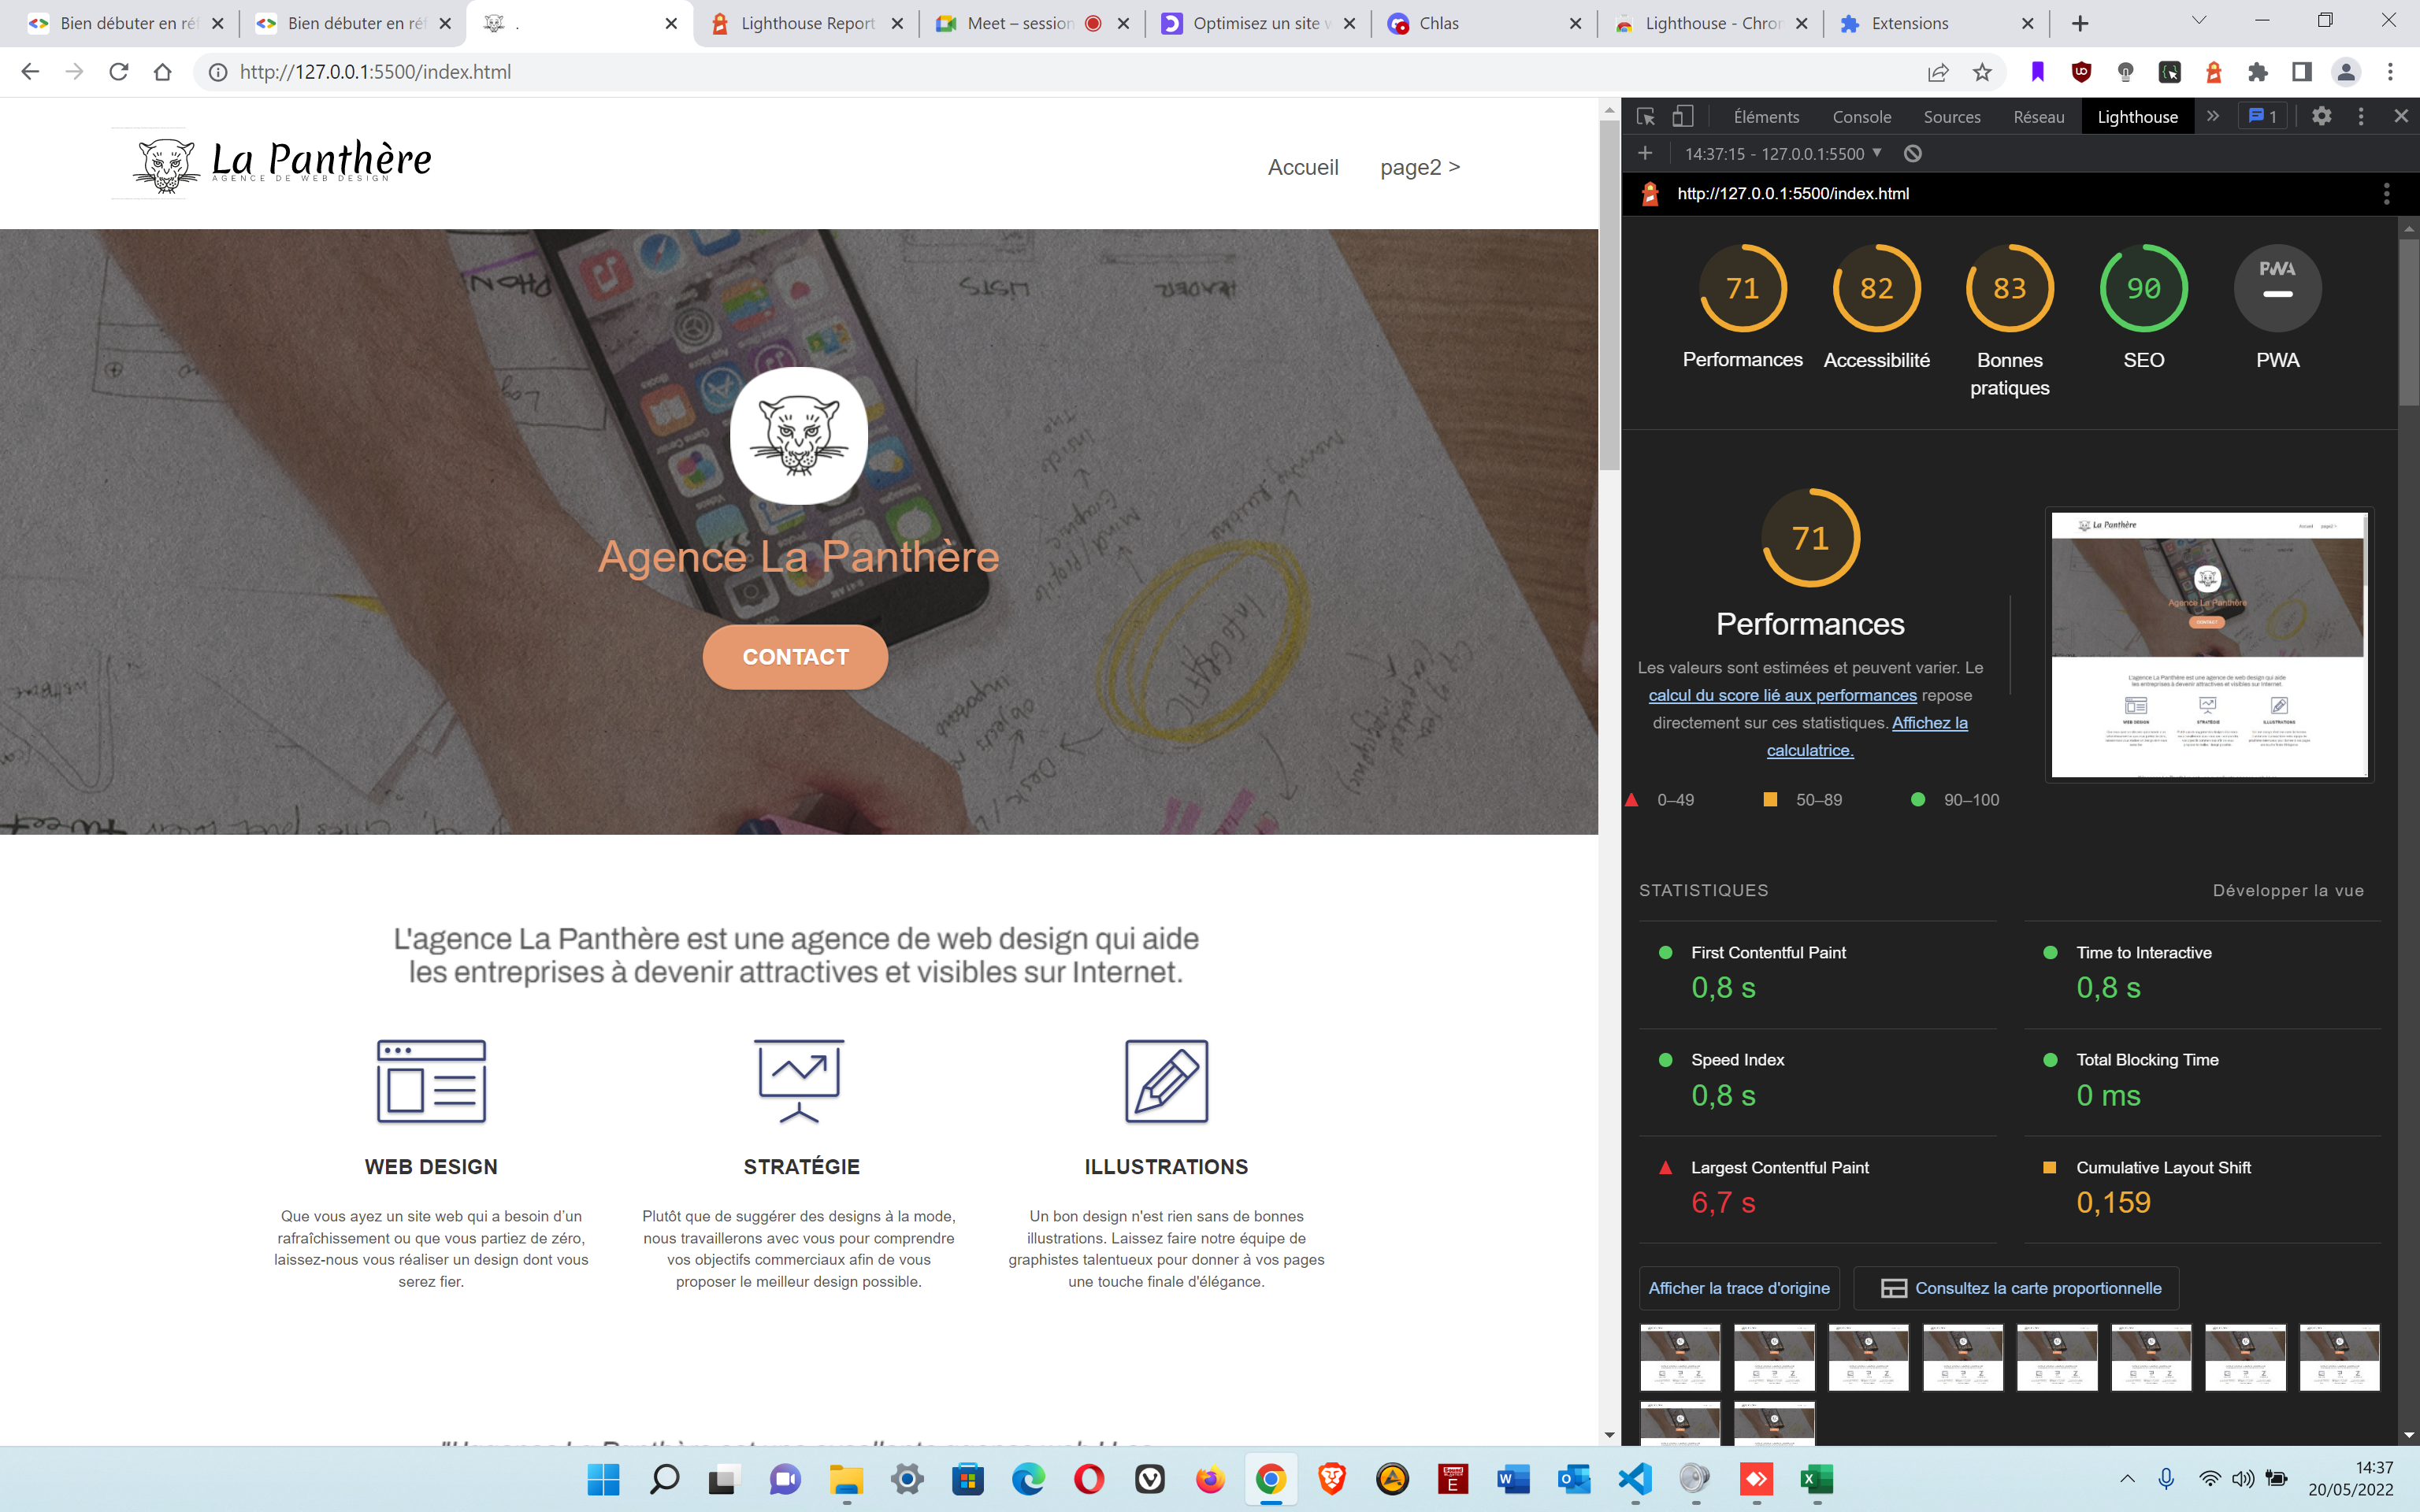 Bien débuter en réf
Bien débuter en réf
.
Lighthouse Report
Meet – session
Optimisez un site w
Chlas
Lighthouse - Chron
Extensions
http://127.0.0.1:5500/index.html
La Panthère
AGENCE DE WEB DESIGN
Accueil
page2 >
Agence La Panthère
CONTACT
L'agence La Panthère est une agence de web design qui aide
les entreprises à devenir attractives et visibles sur Internet.
WEB DESIGN
Que vous ayez un site web qui a besoin d'un
rafraîchissement ou que vous partiez de zéro,
laissez-nous vous réaliser un design dont vous
serez fier.
STRATÉGIE
Plutôt que de suggérer des designs à la mode,
nous travaillerons avec vous pour comprendre
vos objectifs commerciaux afin de vous
proposer le meilleur design possible.
ILLUSTRATIONS
Un bon design n'est rien sans de bonnes
illustrations. Laissez faire notre équipe de
graphistes talentueux pour donner à vos pages
une touche finale d'élégance.
Éléments
Console
Sources
Réseau
Lighthouse
1
14:37:15 - 127.0.0.1:5500
http://127.0.0.1:5500/index.html
71
82
83
90
PWA
Performances
Accessibilité
Bonnes
pratiques
SEO
PWA
71
Performances
Les valeurs sont estimées et peuvent varier. Le
calcul du score lié aux performances repose
directement sur ces statistiques. Affichez la
calculatrice.
0–49
50–89
90–100
STATISTIQUES
Développer la vue
First Contentful Paint
0,8 s
Time to Interactive
0,8 s
Speed Index
0,8 s
Total Blocking Time
0 ms
Largest Contentful Paint
6,7 s
Cumulative Layout Shift
0,159
Afficher la trace d'origine
Consultez la carte proportionnelle
14:37
20/05/2022